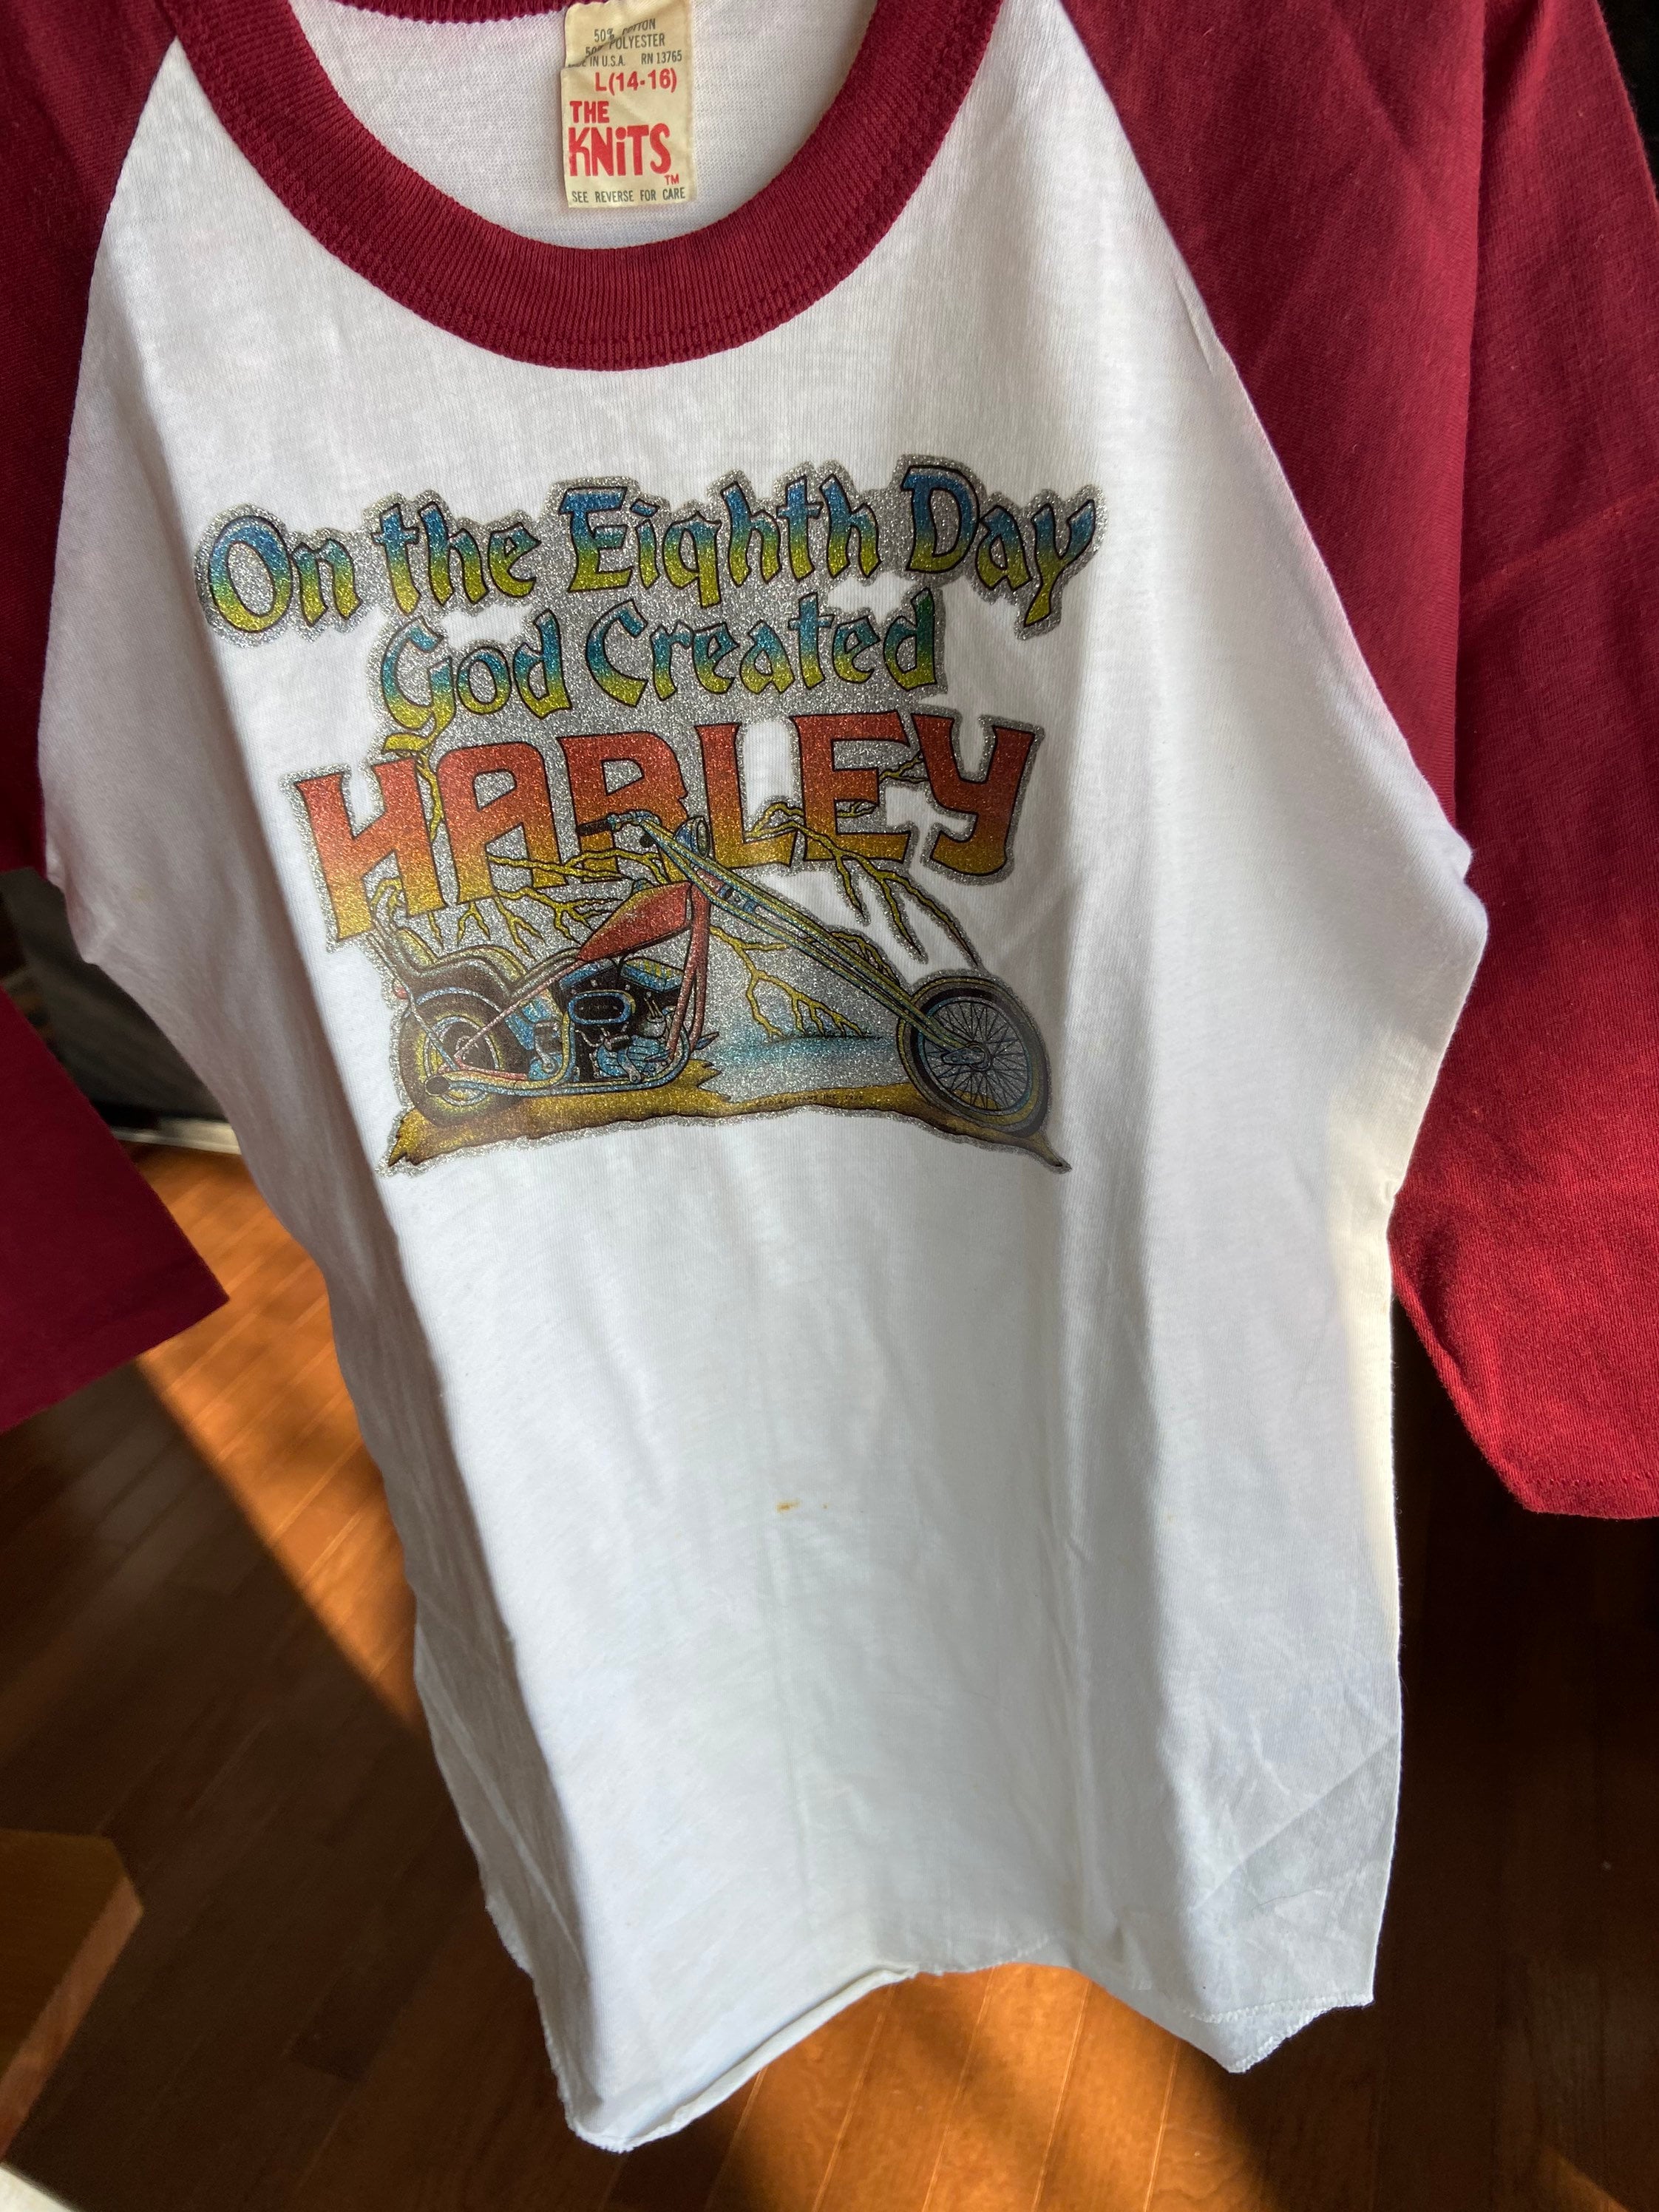 50% COTTON
50% POLYESTER
MADE IN U.S.A. RN 13765
L(14-16)
THE
KNiTS
TM
SEE REVERSE FOR CARE
On the Eighth Day
God Created
HARLEY